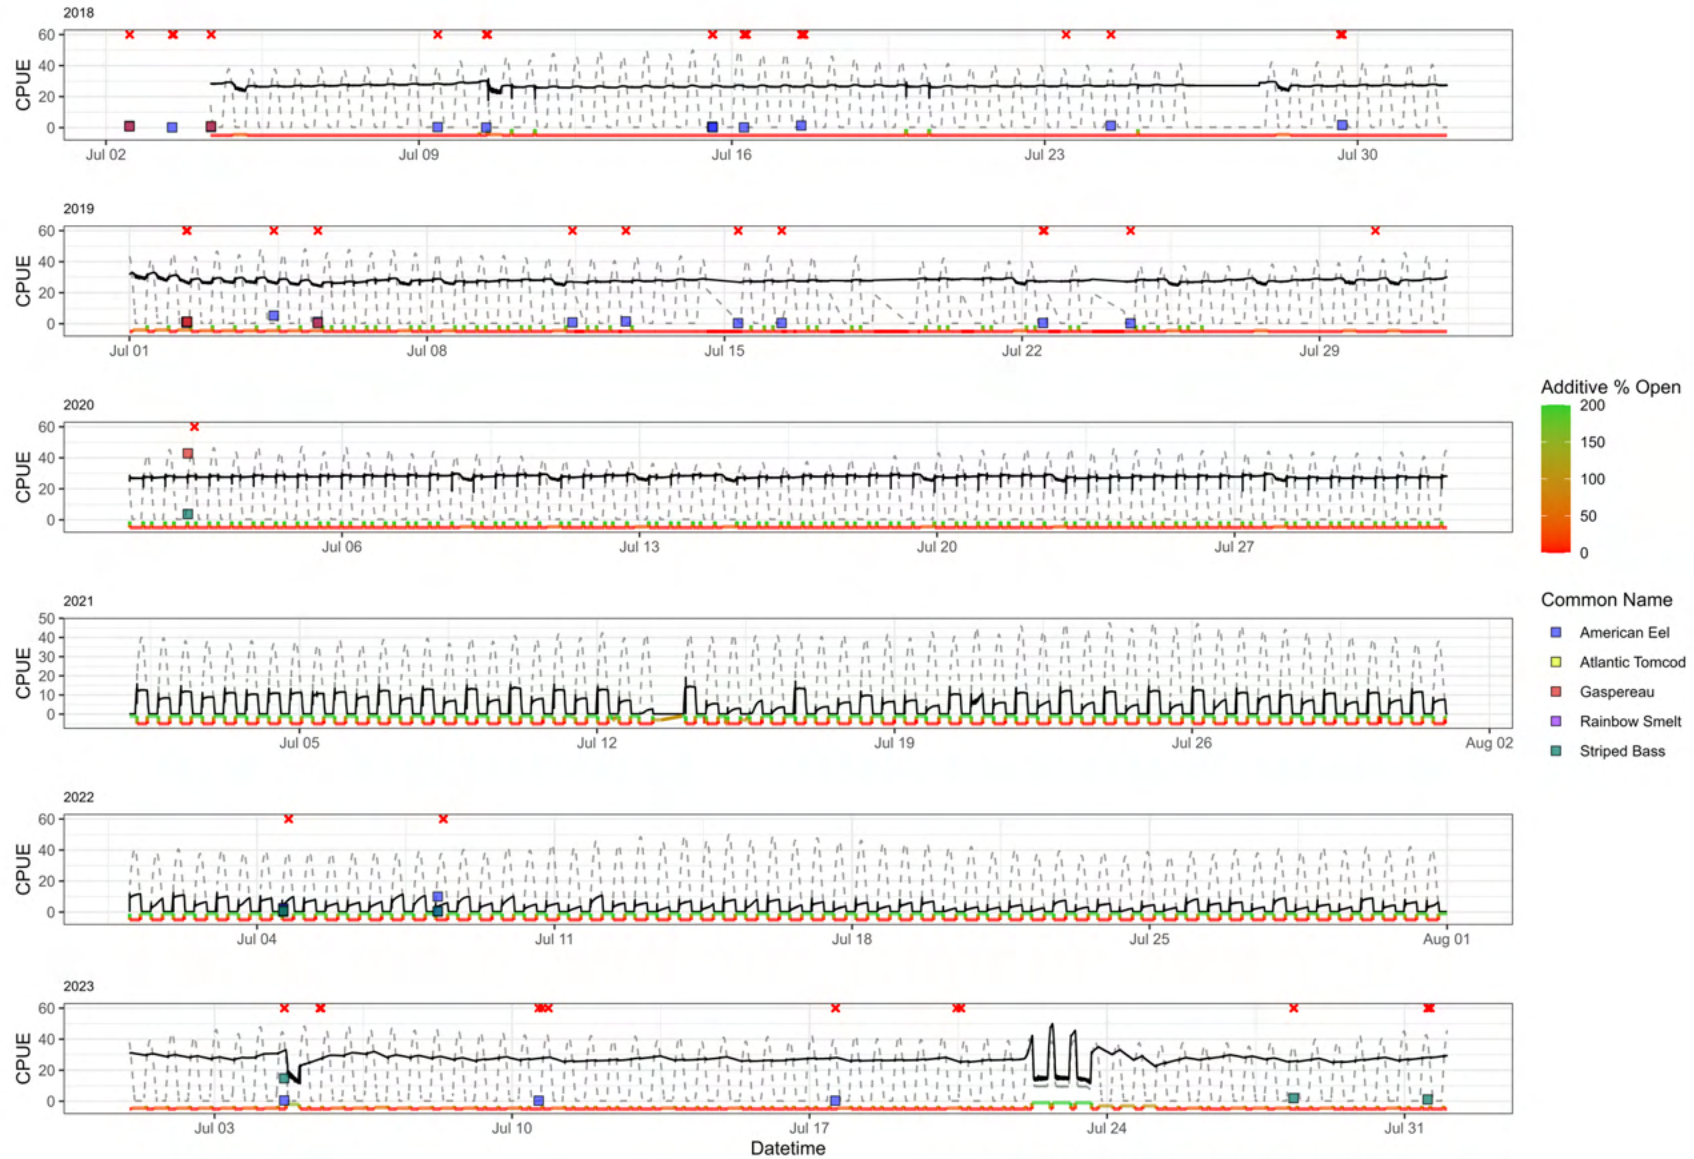 2018
CPUE
60
40
20
0
Jul 02 Jul 09 Jul 16 Jul 23 Jul 30
2019
CPUE
60
40
20
0
Jul 01 Jul 08 Jul 15 Jul 22 Jul 29
2020
CPUE
60
40
20
0
Jul 06 Jul 13 Jul 20 Jul 27
2021
CPUE
50
40
30
20
10
0
Jul 05 Jul 12 Jul 19 Jul 26 Aug 02
2022
CPUE
60
40
20
0
Jul 04 Jul 11 Jul 18 Jul 25 Aug 01
2023
CPUE
60
40
20
0
Jul 03 Jul 10 Jul 17 Jul 24 Jul 31
Datetime
Additive % Open
200
150
100
50
0
Common Name
American Eel
Atlantic Tomcod
Gaspereau
Rainbow Smelt
Striped Bass